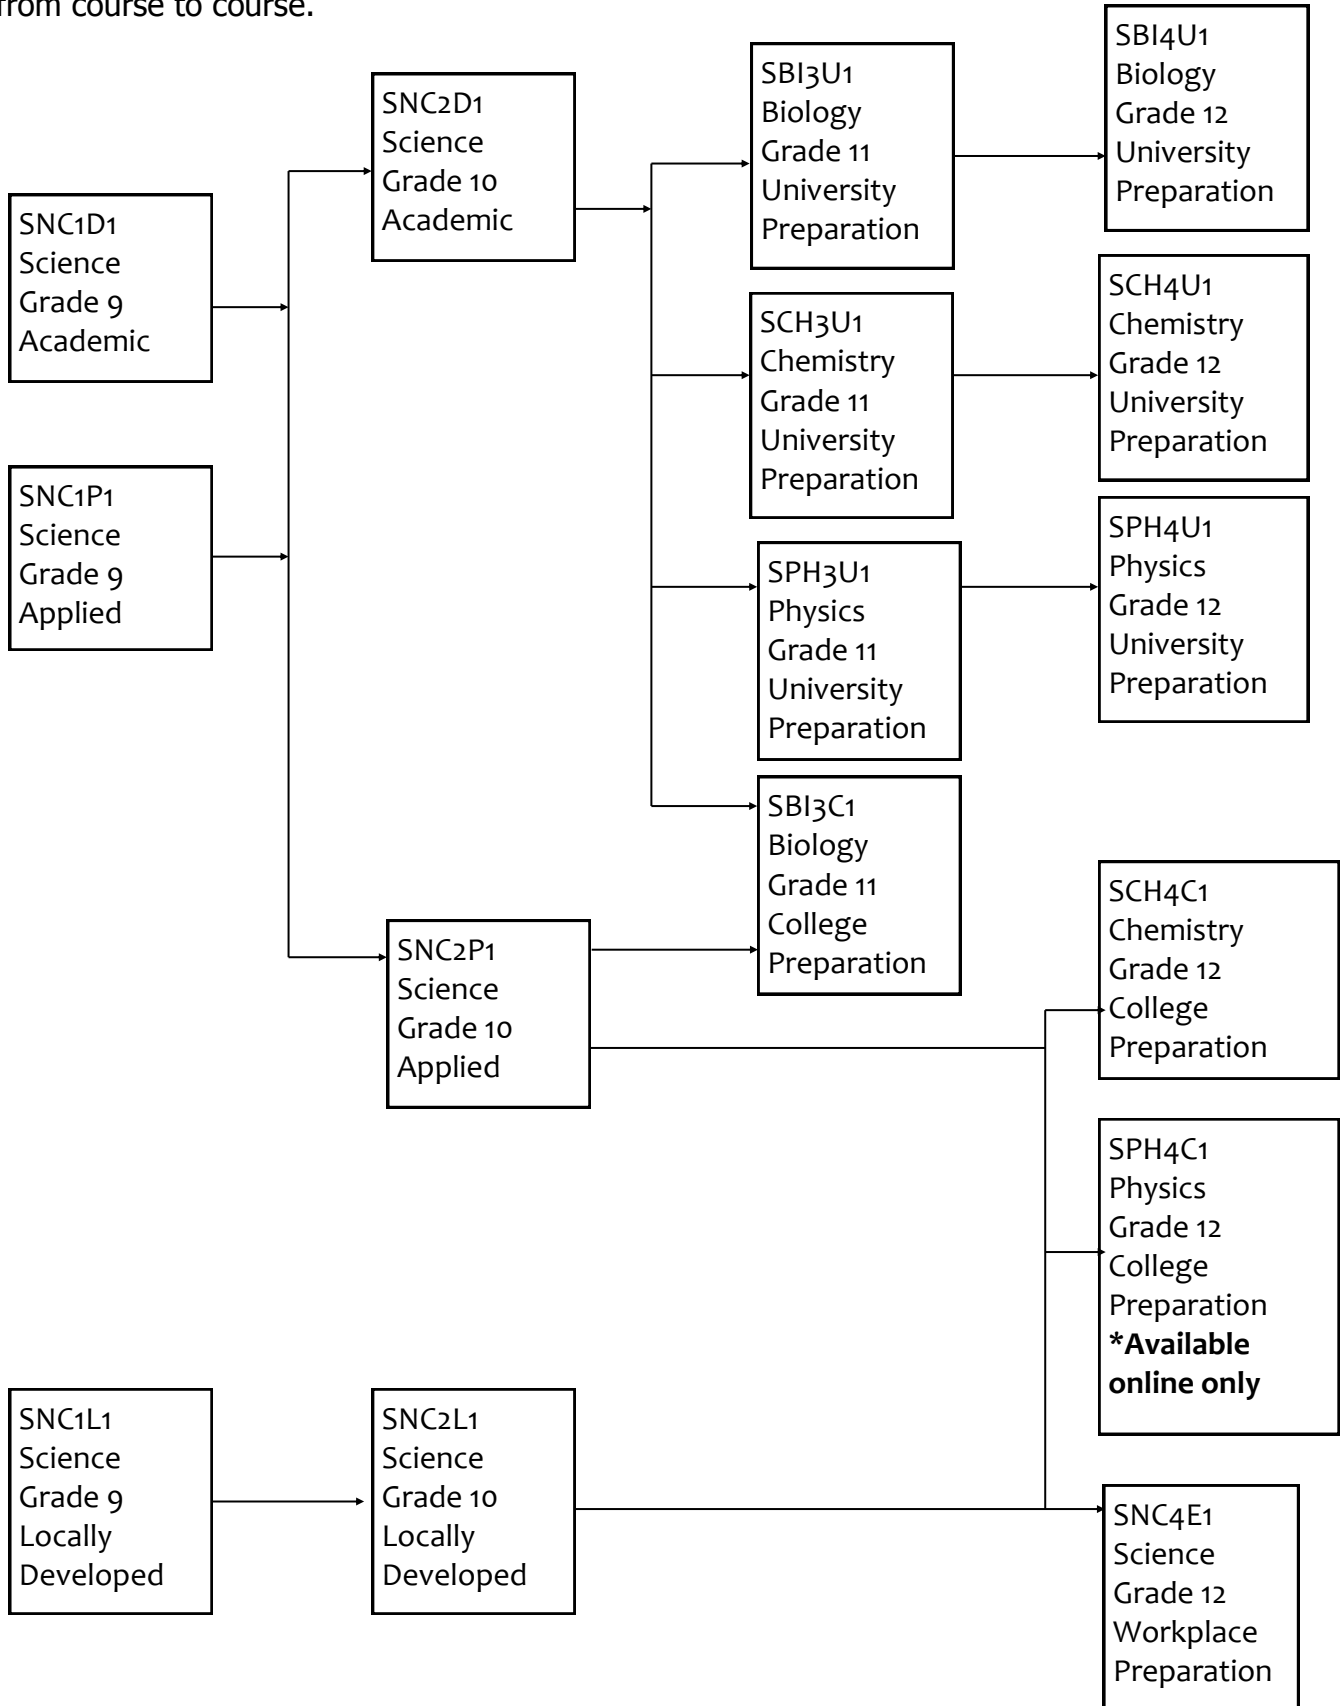 from course to course.
SNC1D1
Science
Grade 9
Academic
SNC1P1
Science
Grade 9
Applied
SNC2D1
Science
Grade 10
Academic
SBI3U1
Biology
Grade 11
University
Preparation
SBI4U1
Biology
Grade 12
University
Preparation
SCH3U1
Chemistry
Grade 11
University
Preparation
SCH4U1
Chemistry
Grade 12
University
Preparation
SPH3U1
Physics
Grade 11
University
Preparation
SPH4U1
Physics
Grade 12
University
Preparation
SBI3C1
Biology
Grade 11
College
Preparation
SNC2P1
Science
Grade 10
Applied
SCH4C1
Chemistry
Grade 12
College
Preparation
SPH4C1
Physics
Grade 12
College
Preparation
*Available
online only
SNC1L1
Science
Grade 9
Locally
Developed
SNC2L1
Science
Grade 10
Locally
Developed
SNC4E1
Science
Grade 12
Workplace
Preparation